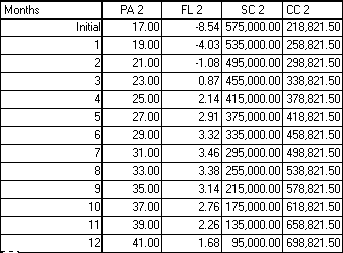 Months PA 2 FL 2 SC 2 CC 2
Initial 17.00 -8.54 575,000.00 218,821.50
1 19.00 -4.03 535,000.00 258,821.50
2 21.00 -1.08 495,000.00 298,821.50
3 23.00 0.87 455,000.00 338,821.50
4 25.00 2.14 415,000.00 378,821.50
5 27.00 2.91 375,000.00 418,821.50
6 29.00 3.32 335,000.00 458,821.50
7 31.00 3.46 295,000.00 498,821.50
8 33.00 3.38 255,000.00 538,821.50
9 35.00 3.14 215,000.00 578,821.50
10 37.00 2.76 175,000.00 618,821.50
11 39.00 2.26 135,000.00 658,821.50
12 41.00 1.68 95,000.00 698,821.50